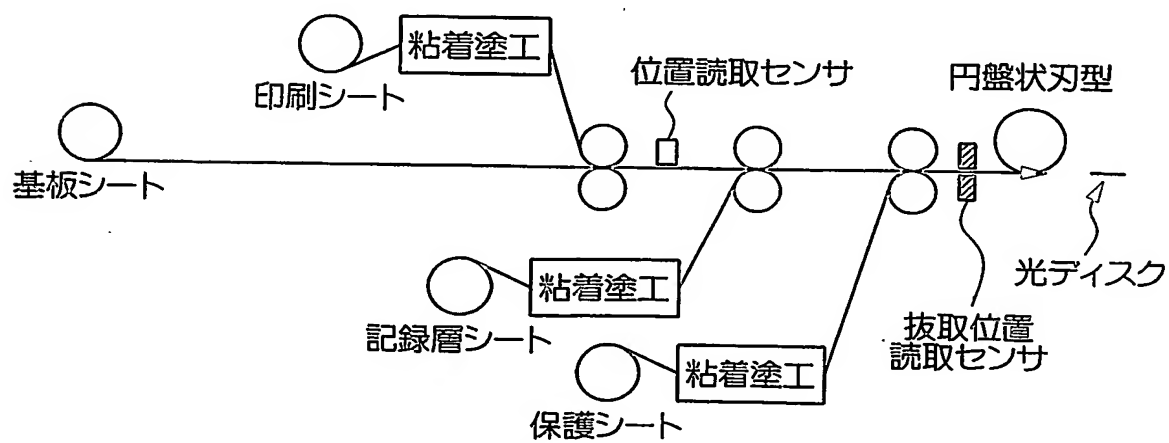 粘着塗工
印刷シート
位置読取センサ
円盤状刃型
基板シート
粘着塗工
記録層シート
光ディスク
抜取位置
読取センサ
粘着塗工
保護シート